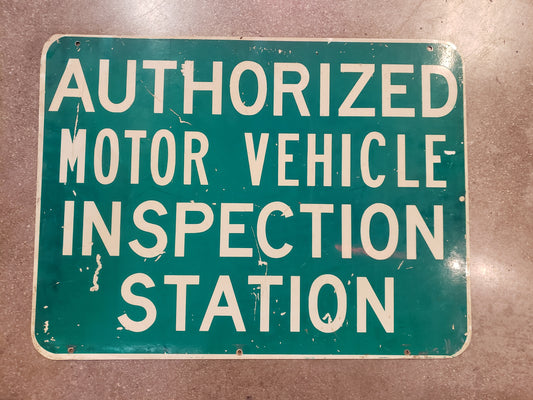 AUTHORIZED
MOTOR VEHICLE
INSPECTION
STATION